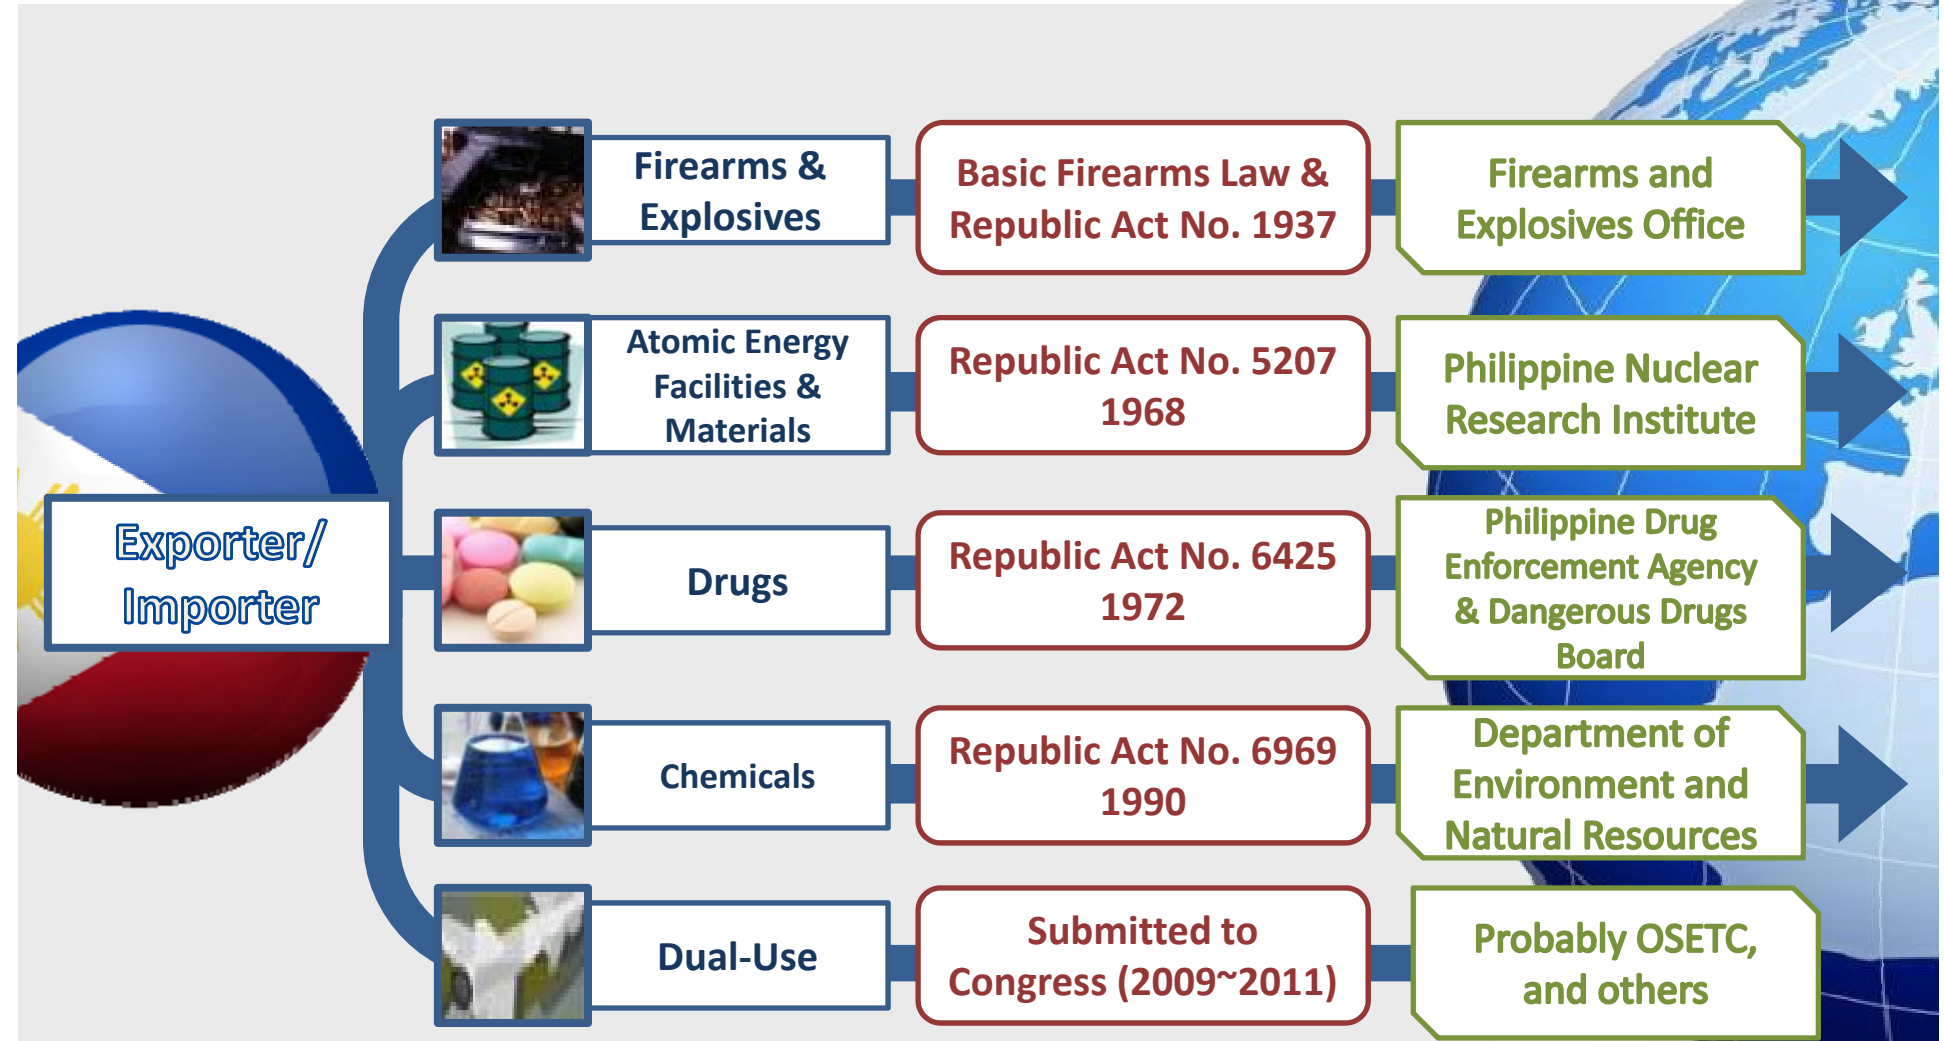 Exporter/
Importer
Firearms &
Explosives
Basic Firearms Law &
Republic Act No. 1937
Firearms and
Explosives Office
Atomic Energy
Facilities &
Materials
Republic Act No. 5207
1968
Philippine Nuclear
Research Institute
Drugs
Republic Act No. 6425
1972
Philippine Drug
Enforcement Agency
& Dangerous Drugs
Board
Chemicals
Republic Act No. 6969
1990
Department of
Environment and
Natural Resources
Dual-Use
Submitted to
Congress (2009~2011)
Probably OSETC,
and others